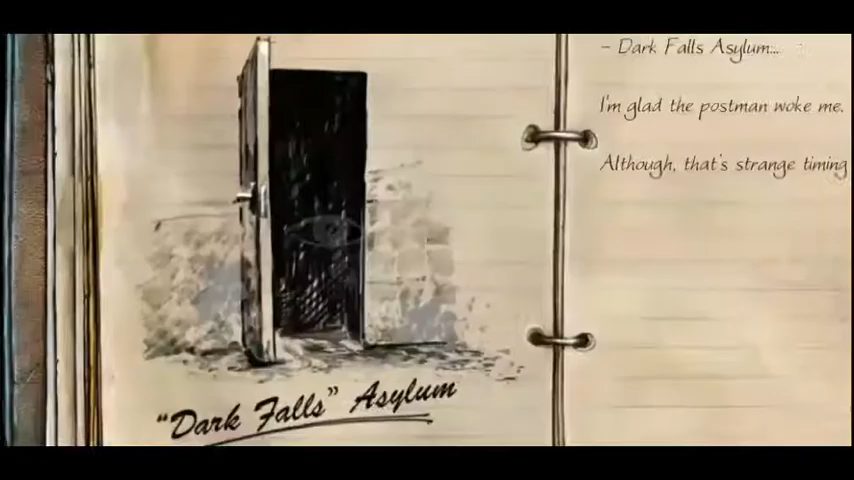 "Dark Falls" Asylum
- Dark Falls Asylum...
I'm glad the postman woke me.
Although, that's strange timing